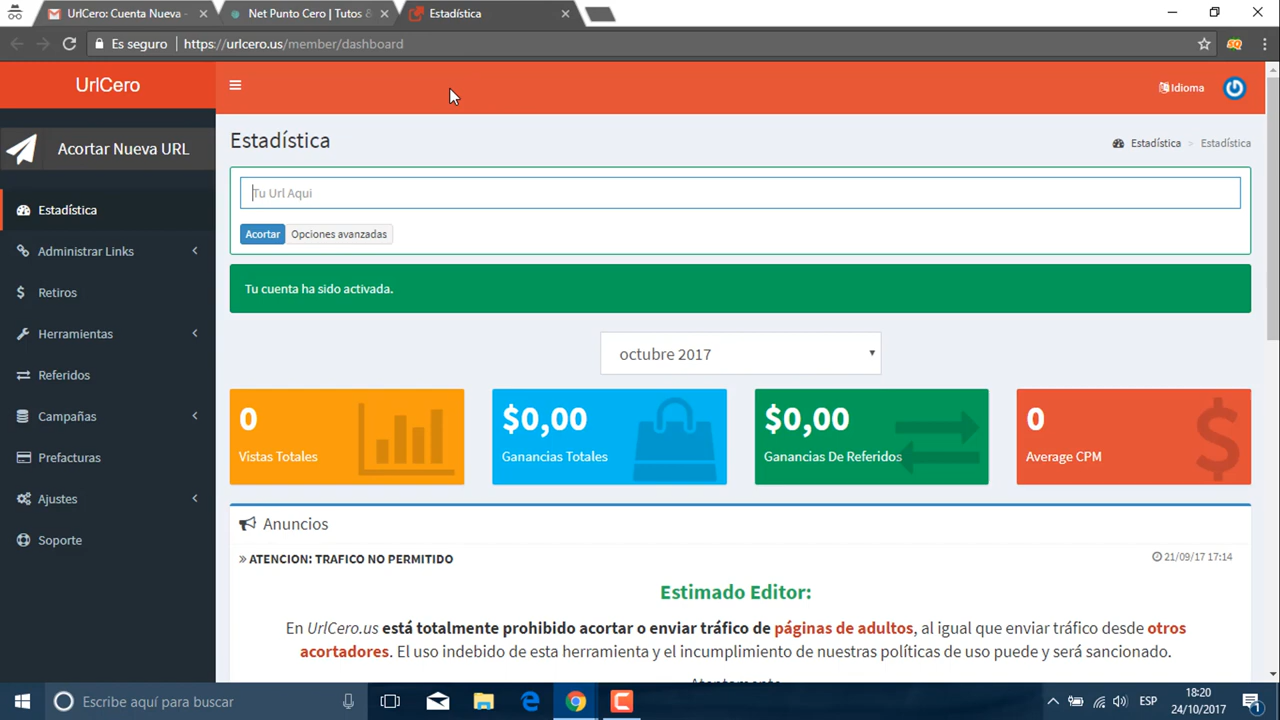 UrlCero: Cuenta Nueva -
Net Punto Cero | Tutos &
Estadística
Es seguro
https://urlcero.us/member/dashboard
UrlCero
Idioma
Acortar Nueva URL
Estadística
Administrar Links
Retiros
Herramientas
Referidos
Campañas
Prefacturas
Ajustes
Soporte
Estadística
Estadística > Estadística
Tu Url Aqui
Acortar
Opciones avanzadas
Tu cuenta ha sido activada.
octubre 2017
0
Vistas Totales
$0,00
Ganancias Totales
$0,00
Ganancias De Referidos
0
Average CPM
Anuncios
» ATENCION: TRAFICO NO PERMITIDO
21/09/17 17:14
Estimado Editor:
En UrlCero.us está totalmente prohibido acortar o enviar tráfico de páginas de adultos, al igual que enviar tráfico desde otros
acortadores. El uso indebido de esta herramienta y el incumplimiento de nuestras políticas de uso puede y será sancionado.
Atentamente
Escribe aquí para buscar
ESP
18:20
24/10/2017